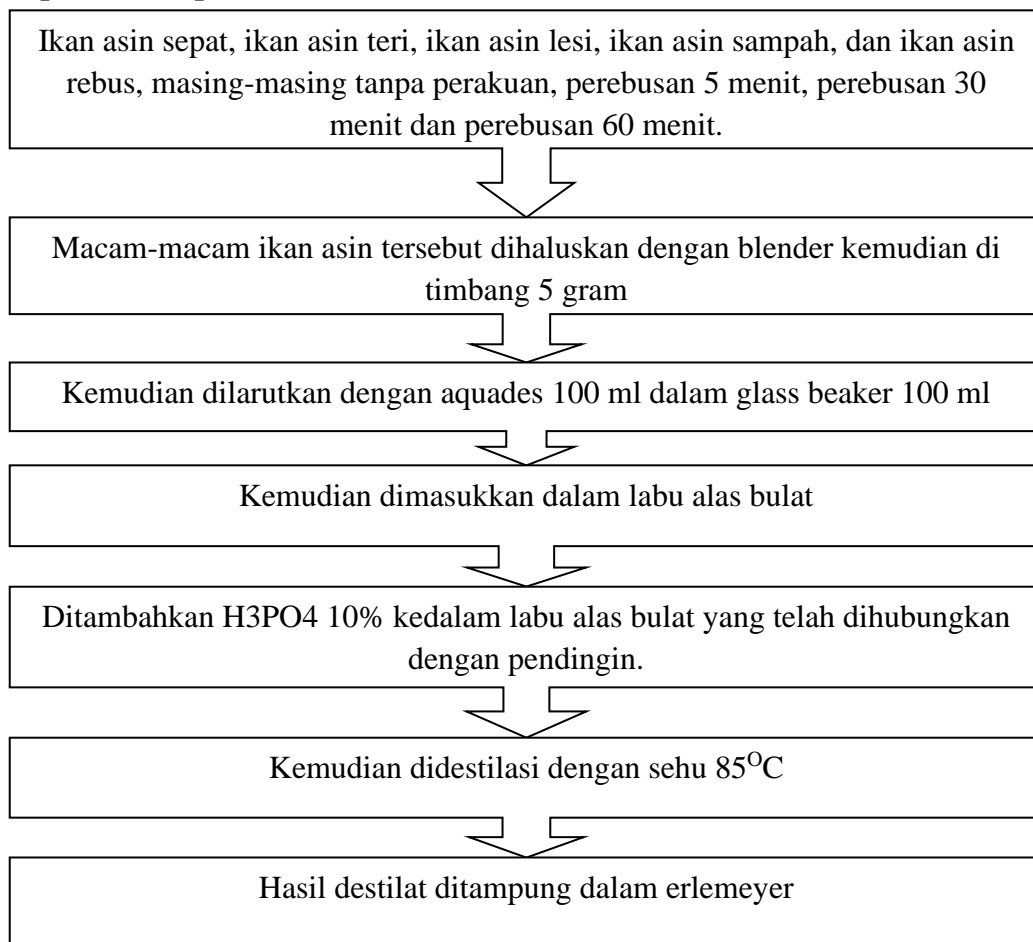 Ikan asin sepat, ikan asin teri, ikan asin lesi, ikan asin sampah, dan ikan asin
rebus, masing-masing tanpa perakuan, perebusan 5 menit, perebusan 30
menit dan perebusan 60 menit.
Macam-macam ikan asin tersebut dihaluskan dengan blender kemudian di
timbang 5 gram
Kemudian dilarutkan dengan aquades 100 ml dalam glass beaker 100 ml
Kemudian dimasukkan dalam labu alas bulat
Ditambahkan H3PO4 10% kedalam labu alas bulat yang telah dihubungkan
dengan pendingin.
Kemudian didestilasi dengan sehu 85⁰C
Hasil destilat ditampung dalam erlemeyer